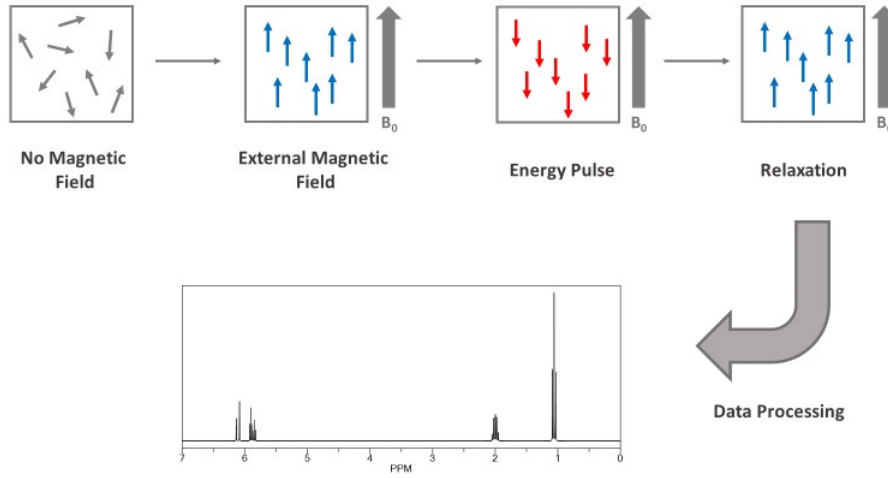 B0
B0
B0
No Magnetic
Field
External Magnetic
Field
Energy Pulse
Relaxation
Data Processing
7 6 5 4 3 2 1 0
PPM